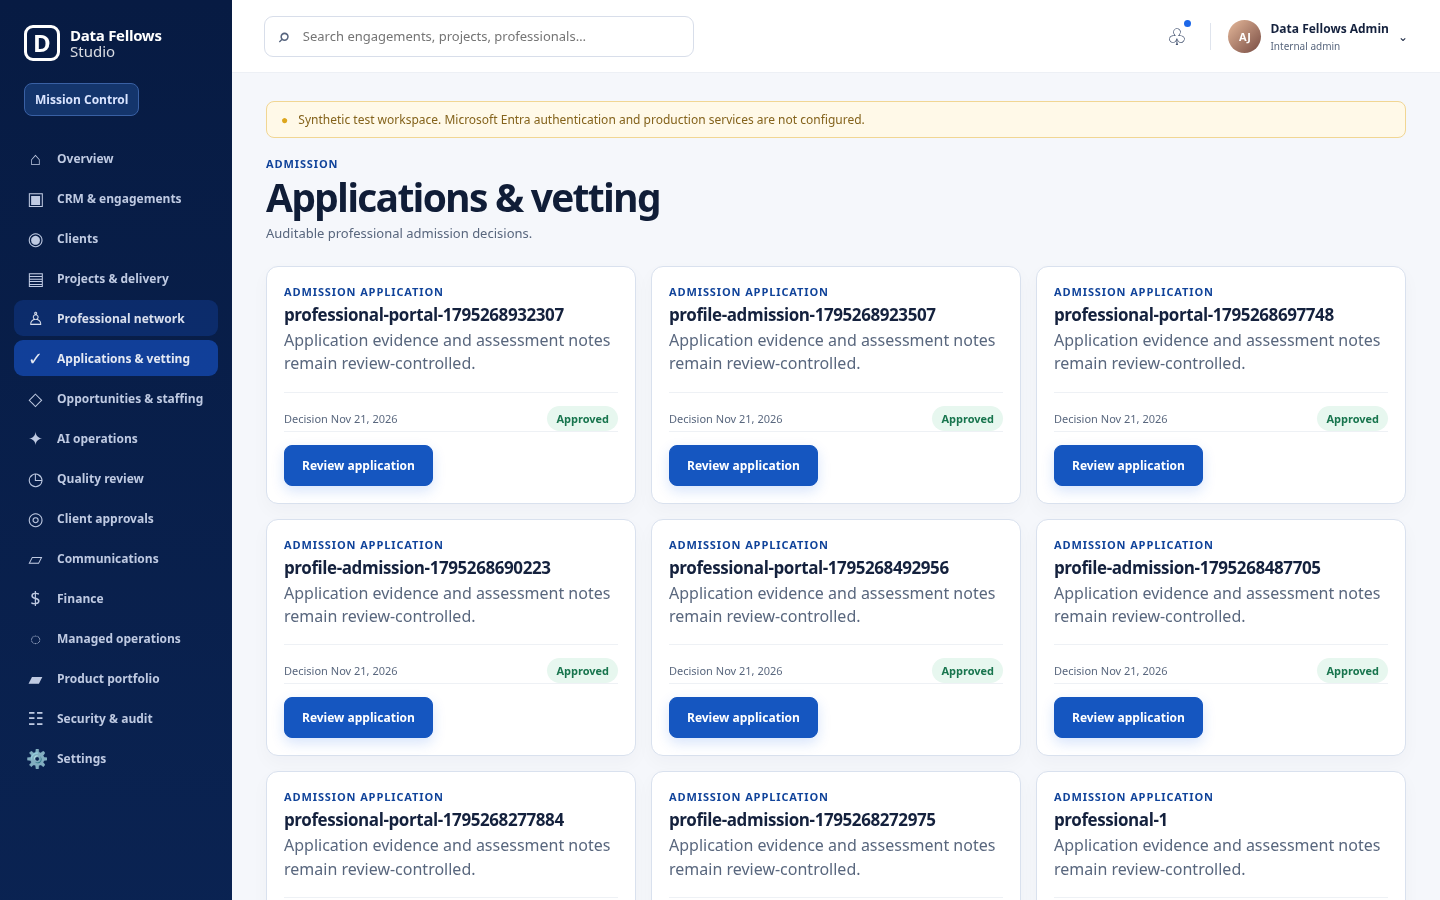 D
Data Fellows
Studio
Mission Control
Overview
CRM & engagements
Clients
Projects & delivery
Professional network
Applications & vetting
Opportunities & staffing
AI operations
Quality review
Client approvals
Communications
$ Finance
Managed operations
Product portfolio
Security & audit
Settings
Search engagements, projects, professionals...
AJ
Data Fellows Admin
Internal admin
Synthetic test workspace. Microsoft Entra authentication and production services are not configured.
ADMISSION
Applications & vetting
Auditable professional admission decisions.
ADMISSION APPLICATION
professional-portal-1795268932307
Application evidence and assessment notes
remain review-controlled.
Decision Nov 21, 2026
Approved
Review application
ADMISSION APPLICATION
profile-admission-1795268923507
Application evidence and assessment notes
remain review-controlled.
Decision Nov 21, 2026
Approved
Review application
ADMISSION APPLICATION
professional-portal-1795268697748
Application evidence and assessment notes
remain review-controlled.
Decision Nov 21, 2026
Approved
Review application
ADMISSION APPLICATION
profile-admission-1795268690223
Application evidence and assessment notes
remain review-controlled.
Decision Nov 21, 2026
Approved
Review application
ADMISSION APPLICATION
professional-portal-1795268492956
Application evidence and assessment notes
remain review-controlled.
Decision Nov 21, 2026
Approved
Review application
ADMISSION APPLICATION
profile-admission-1795268487705
Application evidence and assessment notes
remain review-controlled.
Decision Nov 21, 2026
Approved
Review application
ADMISSION APPLICATION
professional-portal-1795268277884
Application evidence and assessment notes
remain review-controlled.
ADMISSION APPLICATION
profile-admission-1795268272975
Application evidence and assessment notes
remain review-controlled.
ADMISSION APPLICATION
professional-1
Application evidence and assessment notes
remain review-controlled.